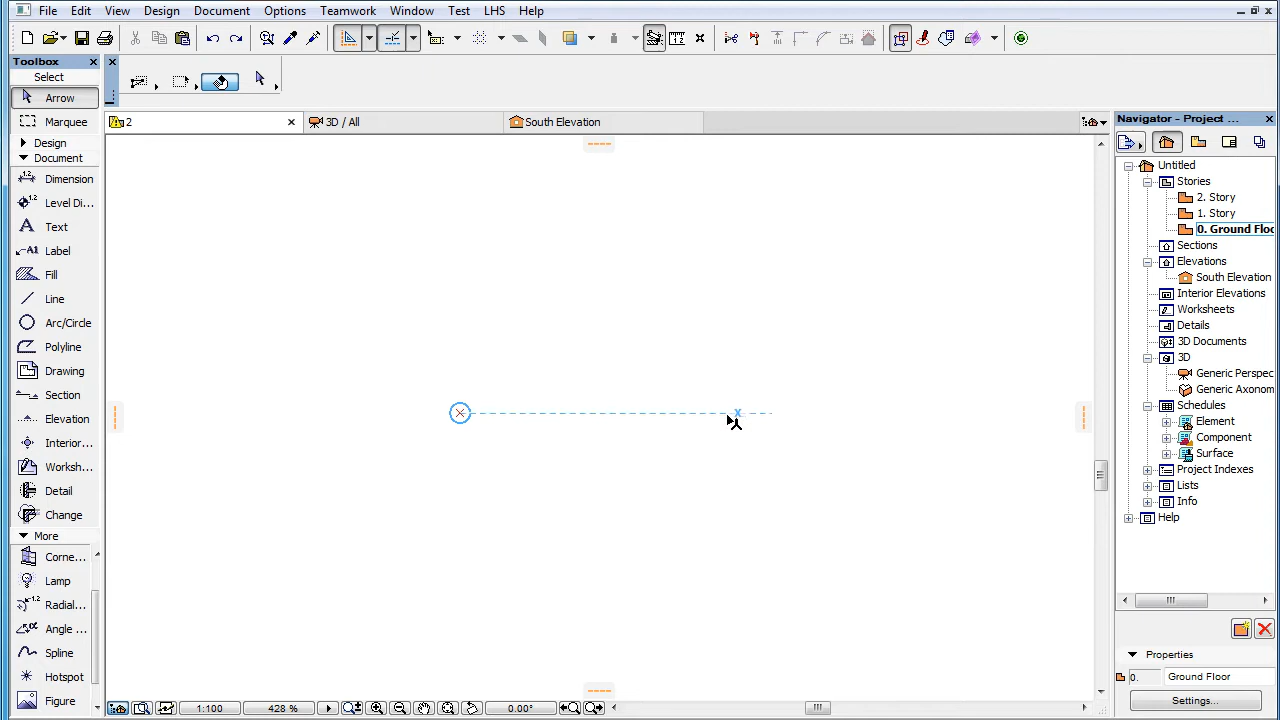 File Edit View Design Document Options Teamwork Window Test LHS Help
Toolbox
Select
Arrow
Marquee
Design
Document
Dimension
Level Di...
Text
Label
Fill
Line
Arc/Circle
Polyline
Drawing
Section
Elevation
Interior...
Worksh...
Detail
Change
More
Corne...
Lamp
Radial...
Angle ...
Spline
Hotspot
Figure
2
3D / All
South Elevation
1:100
428 %
0.00°
Navigator - Project ...
Untitled
Stories
2. Story
1. Story
0. Ground Floo
Sections
Elevations
South Elevation
Interior Elevations
Worksheets
Details
3D Documents
3D
Generic Perspec
Generic Axonom
Schedules
Element
Component
Surface
Project Indexes
Lists
Info
Help
Properties
0. Ground Floor
Settings...